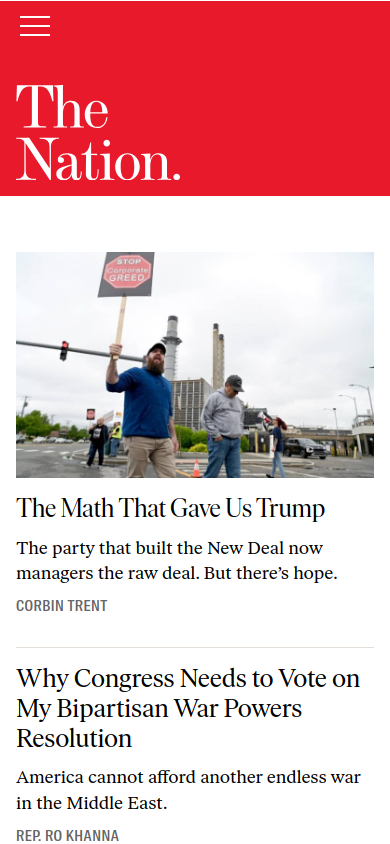 The
Nation.
STOP
Corporate
GREED
The Math That Gave Us Trump
The party that built the New Deal now
managers the raw deal. But there’s hope.
CORBIN TRENT
Why Congress Needs to Vote on
My Bipartisan War Powers
Resolution
America cannot afford another endless war
in the Middle East.
REP. RO KHANNA